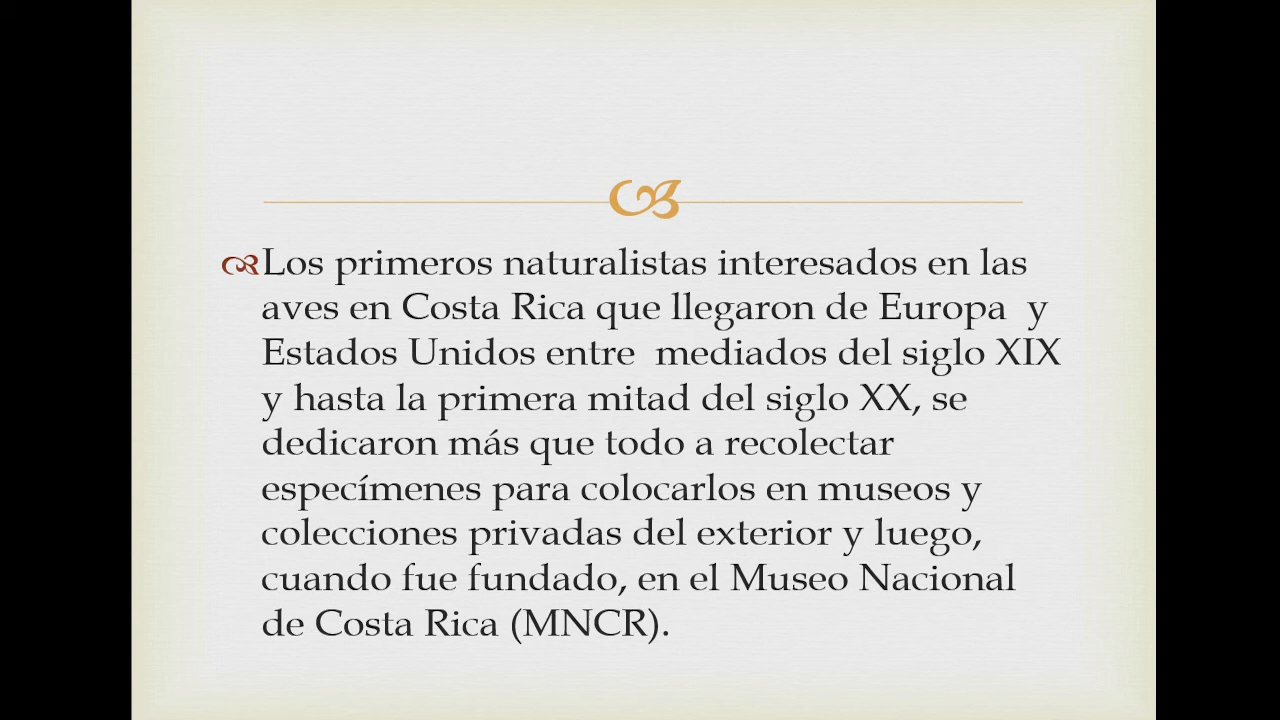 Los primeros naturalistas interesados en las
aves en Costa Rica que llegaron de Europa  y
Estados Unidos entre  mediados del siglo XIX
y hasta la primera mitad del siglo XX, se
dedicaron más que todo a recolectar
especímenes para colocarlos en museos y
colecciones privadas del exterior y luego,
cuando fue fundado, en el Museo Nacional
de Costa Rica (MNCR).